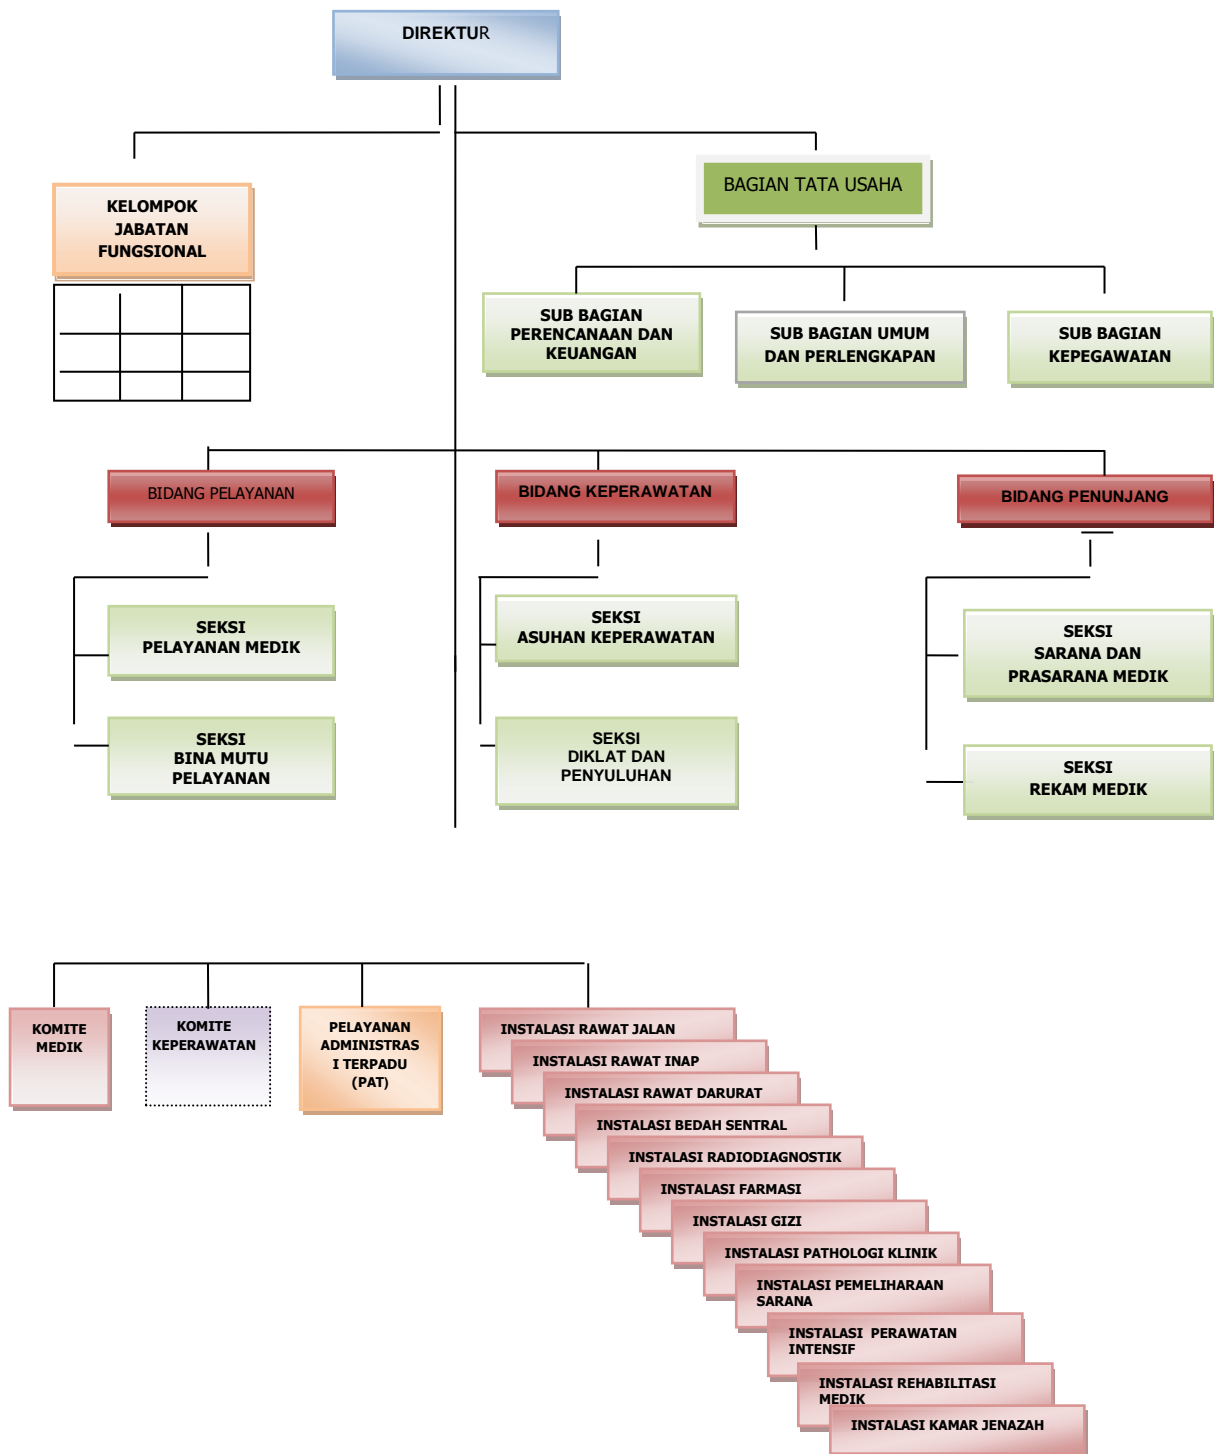 DIREKTUR
KELOMPOK
JABATAN
FUNGSIONAL
BAGIAN TATA USAHA
SUB BAGIAN
PERENCANAAN DAN
KEUANGAN
SUB BAGIAN UMUM
DAN PERLENGKAPAN
SUB BAGIAN
KEPEGAWAIAN
BIDANG PELAYANAN
BIDANG KEPERAWATAN
BIDANG PENUNJANG
SEKSI
PELAYANAN MEDIK
SEKSI
ASUHAN KEPERAWATAN
SEKSI
SARANA DAN
PRASARANA MEDIK
SEKSI
BINA MUTU
PELAYANAN
SEKSI
DIKLAT DAN
PENYULUHAN
SEKSI
REKAM MEDIK
KOMITE
MEDIK
KOMITE
KEPERAWATAN
PELAYANAN
ADMINISTRAS
I TERPADU
(PAT)
INSTALASI RAWAT JALAN
INSTALASI RAWAT INAP
INSTALASI RAWAT DARURAT
INSTALASI BEDAH SENTRAL
INSTALASI RADIODIAGNOSTIK
INSTALASI FARMASI
INSTALASI GIZI
INSTALASI PATHOLOGI KLINIK
INSTALASI PEMELIHARAAN
SARANA
INSTALASI PERAWATAN
INTENSIF
INSTALASI REHABILITASI
MEDIK
INSTALASI KAMAR JENAZAH